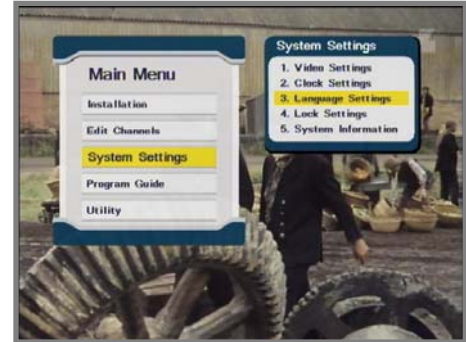 Main Menu
Installation
Edit Channels
System Settings
Program Guide
Utility
System Settings
1. Video Settings
2. Clock Settings
3. Language Settings
4. Lock Settings
5. System Information